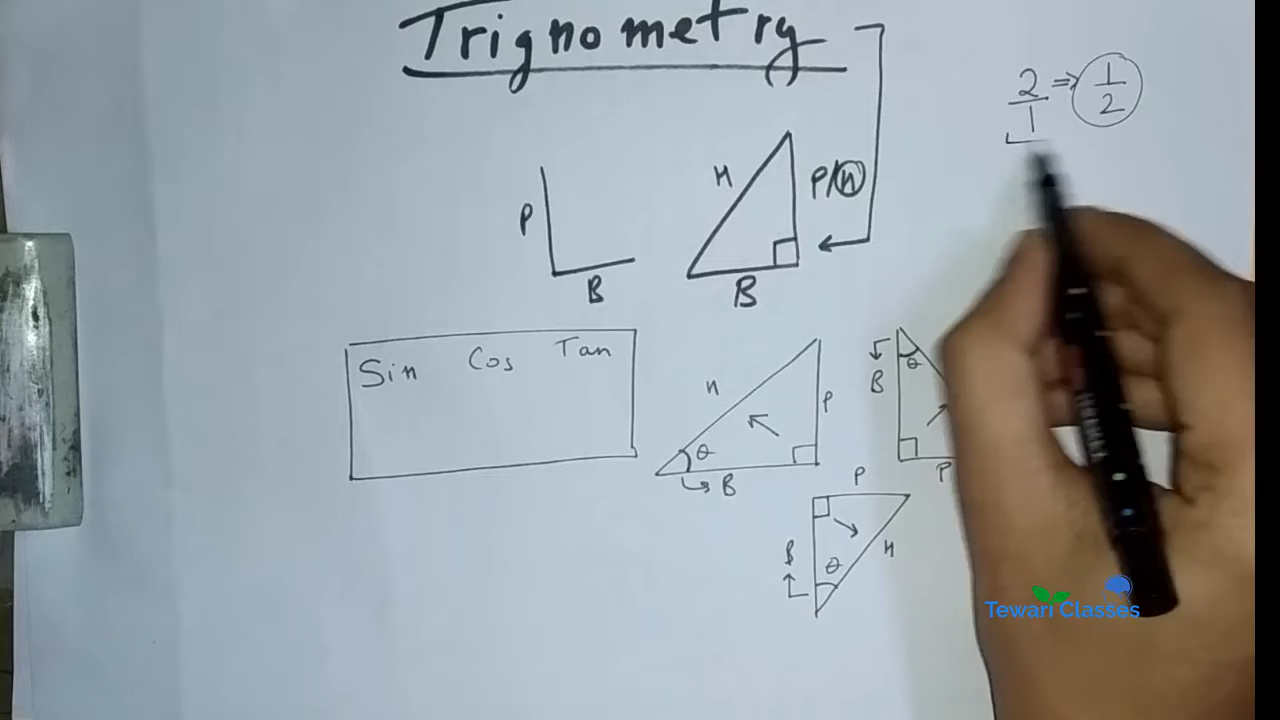 Trignometry
2/1 ⇒ 1/2
H P/H
P
B B
Sin Cos Tan
H P
θ
B
B θ
P
P
B H
θ
Tewari Classes